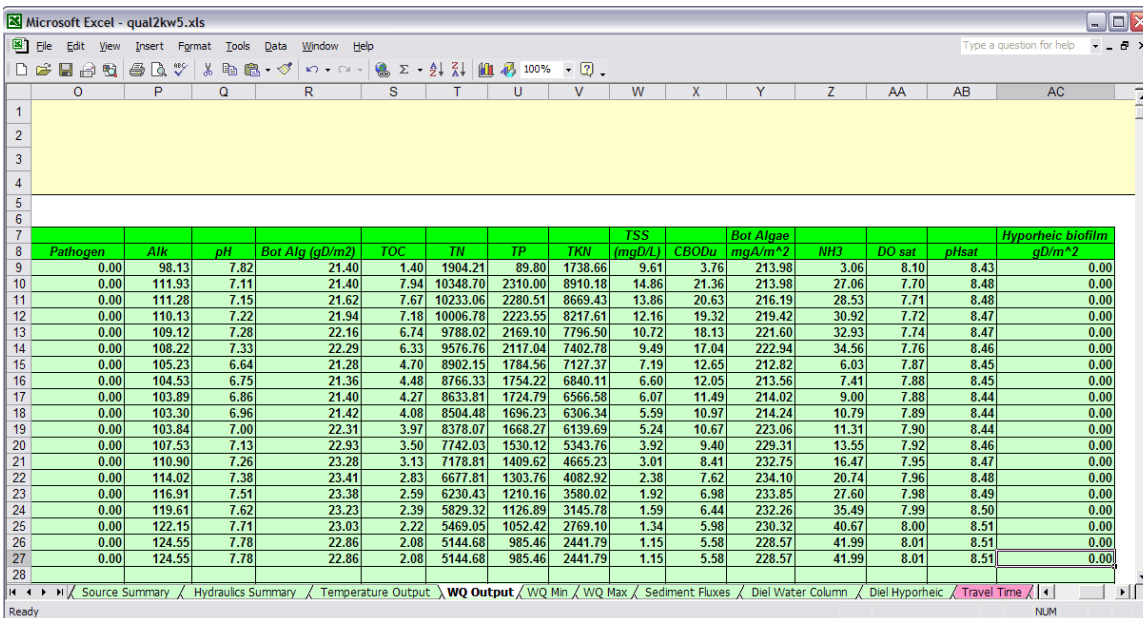 Microsoft Excel - qual2kw5.xls
File Edit View Insert Format Tools Data Window Help Type a question for help
100%
O P Q R S T U V W X Y Z AA AB AC
1
2
3
4
5
6
7 TSS Bot Algae Hyporheic biofilm
8 Pathogen Alk pH Bot Alg (gD/m2) TOC TN TP TKN (mgD/L) CBODu mgA/m^2 NH3 DO sat pHsat gD/m^2
9 0.00 98.13 7.82 21.40 1.40 1904.21 89.80 1738.66 9.61 3.76 213.98 3.06 8.10 8.43 0.00
10 0.00 111.93 7.11 21.40 7.94 10348.70 2310.00 8910.18 14.86 21.36 213.98 27.06 7.70 8.48 0.00
11 0.00 111.28 7.15 21.62 7.67 10233.06 2280.51 8669.43 13.86 20.63 216.19 28.53 7.71 8.48 0.00
12 0.00 110.13 7.22 21.94 7.18 10006.78 2223.55 8217.61 12.16 19.32 219.42 30.92 7.72 8.47 0.00
13 0.00 109.12 7.28 22.16 6.74 9788.02 2169.10 7796.50 10.72 18.13 221.60 32.93 7.74 8.47 0.00
14 0.00 108.22 7.33 22.29 6.33 9576.76 2117.04 7402.78 9.49 17.04 222.94 34.56 7.76 8.46 0.00
15 0.00 105.23 6.64 21.28 4.70 8902.15 1784.56 7127.37 7.19 12.65 212.82 6.03 7.87 8.45 0.00
16 0.00 104.53 6.75 21.36 4.48 8766.33 1754.22 6840.11 6.60 12.05 213.56 7.41 7.88 8.45 0.00
17 0.00 103.89 6.86 21.40 4.27 8633.81 1724.79 6566.58 6.07 11.49 214.02 9.00 7.88 8.44 0.00
18 0.00 103.30 6.96 21.42 4.08 8504.48 1696.23 6306.34 5.59 10.97 214.24 10.79 7.89 8.44 0.00
19 0.00 103.84 7.00 22.31 3.97 8378.07 1668.27 6139.69 5.24 10.67 223.06 11.31 7.90 8.44 0.00
20 0.00 107.53 7.13 22.93 3.50 7742.03 1530.12 5343.76 3.92 9.40 229.31 13.55 7.92 8.46 0.00
21 0.00 110.90 7.26 23.28 3.13 7178.81 1409.62 4665.23 3.01 8.41 232.75 16.47 7.95 8.47 0.00
22 0.00 114.02 7.38 23.41 2.83 6677.81 1303.76 4082.92 2.38 7.62 234.10 20.74 7.96 8.48 0.00
23 0.00 116.91 7.51 23.38 2.59 6230.43 1210.16 3580.02 1.92 6.98 233.85 27.60 7.98 8.49 0.00
24 0.00 119.61 7.62 23.23 2.39 5829.32 1126.89 3145.78 1.59 6.44 232.26 35.49 7.99 8.50 0.00
25 0.00 122.15 7.71 23.03 2.22 5469.05 1052.42 2769.10 1.34 5.98 230.32 40.67 8.00 8.51 0.00
26 0.00 124.55 7.78 22.86 2.08 5144.68 985.46 2441.79 1.15 5.58 228.57 41.99 8.01 8.51 0.00
27 0.00 124.55 7.78 22.86 2.08 5144.68 985.46 2441.79 1.15 5.58 228.57 41.99 8.01 8.51 0.00
28
Source Summary Hydraulics Summary Temperature Output WQ Output WQ Min WQ Max Sediment Fluxes Diel Water Column Diel Hyporheic Travel Time
Ready NUM